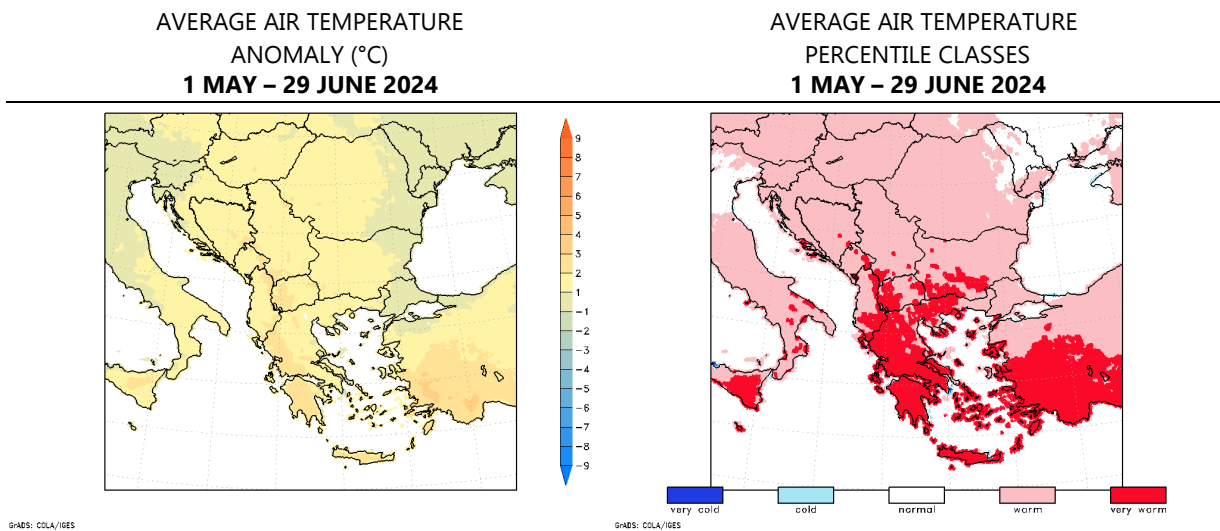 AVERAGE AIR TEMPERATURE
ANOMALY (°C)
1 MAY – 29 JUNE 2024
AVERAGE AIR TEMPERATURE
PERCENTILE CLASSES
1 MAY – 29 JUNE 2024
9
8
7
6
5
4
3
2
1
−1
−2
−3
−4
−5
−6
−7
−8
−9
very cold
cold
normal
warm
very warm
GrADS: COLA/IGES
GrADS: COLA/IGES